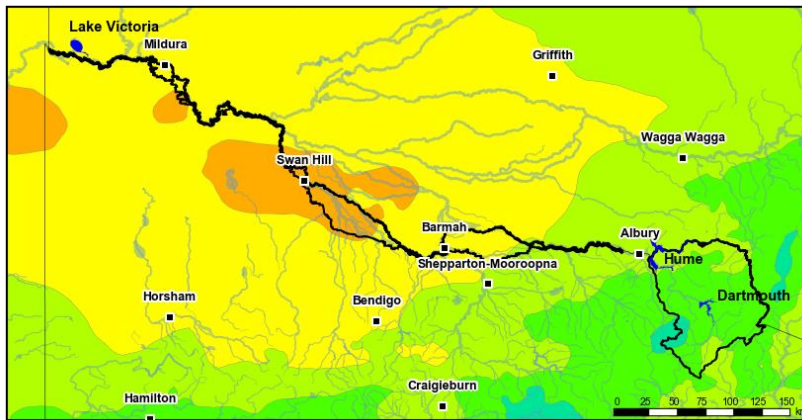 Lake Victoria
Mildura
Griffith
Wagga Wagga
Swan Hill
Barmah
Albury
Hume
Shepparton-Mooroopna
Dartmouth
Horsham
Bendigo
Hamilton
Craigieburn
0 25 50 75 100 125 150